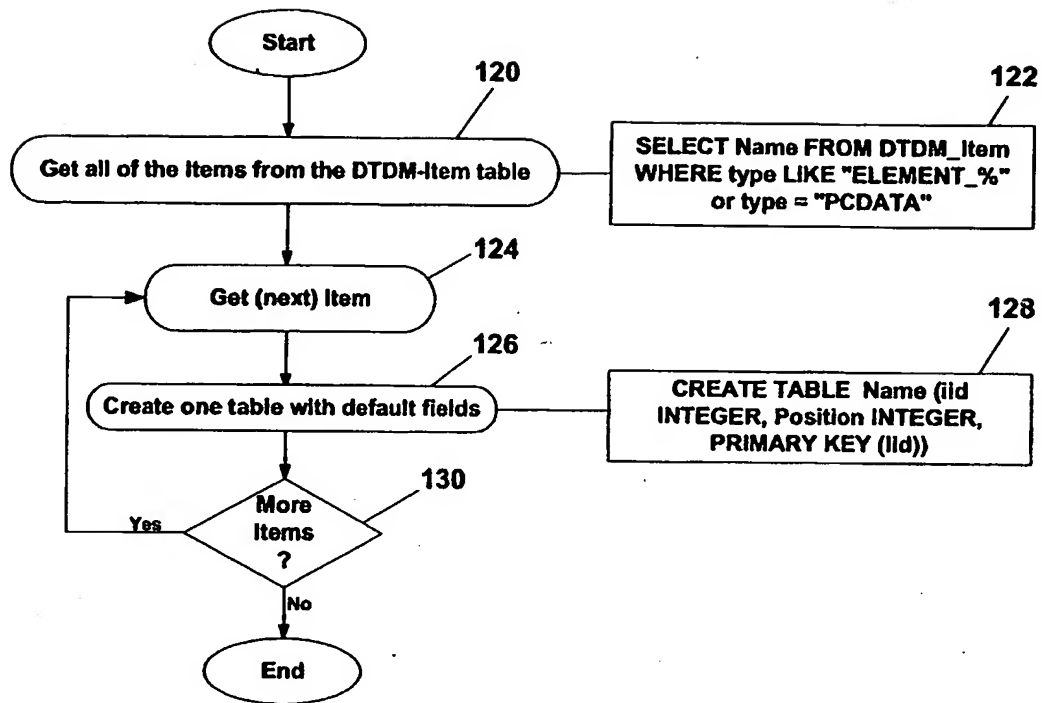 Start
120
122
Get all of the Items from the DTDM-Item table
SELECT Name FROM DTDM_Item
WHERE type LIKE "ELEMENT_%"
or type = "PCDATA"
124
Get (next) Item
126
128
Create one table with default fields
CREATE TABLE Name (iid
INTEGER, Position INTEGER,
PRIMARY KEY (iid))
130
More
Items
?
Yes
No
End